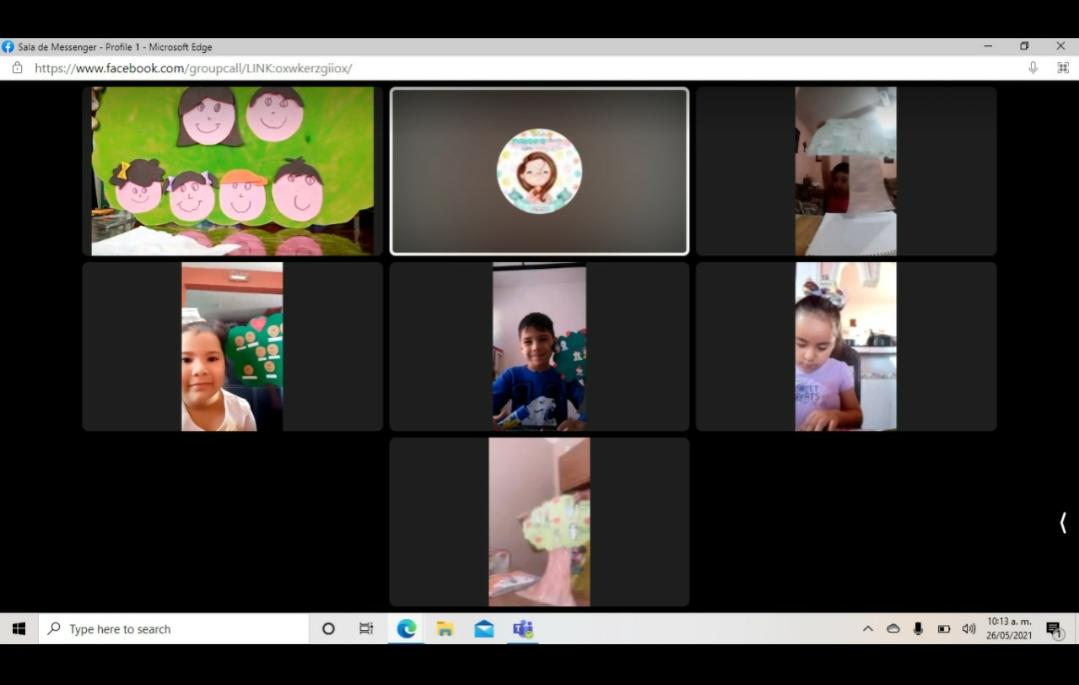 Sala de Messenger - Profile 1 - Microsoft Edge
https://www.facebook.com/groupcall/LINK:oxwkerzgiiox/
Type here to search
10:13 a. m.
26/05/2021
1